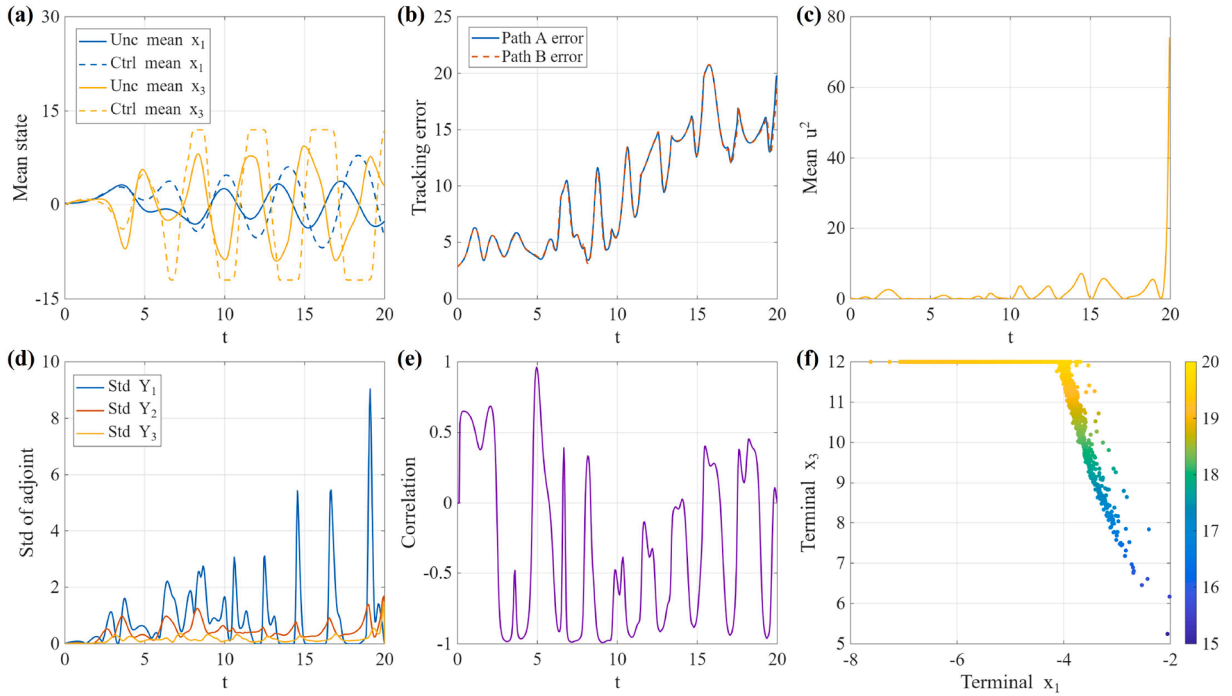 (a)
30
15
0
-15
Mean state
Unc mean x₁
Ctrl mean x₁
Unc mean x₃
Ctrl mean x₃
0 5 10 15 20
t
(b)
25
20
15
10
5
0
Tracking error
Path A error
Path B error
0 5 10 15 20
t
(c)
80
60
40
20
0
Mean u²
0 5 10 15 20
t
(d)
10
8
6
4
2
0
Std of adjoint
Std Y₁
Std Y₂
Std Y₃
0 5 10 15 20
t
(e)
1
0.5
0
-0.5
-1
Correlation
0 5 10 15 20
t
(f)
12
11
10
9
8
7
6
5
Terminal x₃
-8 -6 -4 -2
Terminal x₁
20
19
18
17
16
15